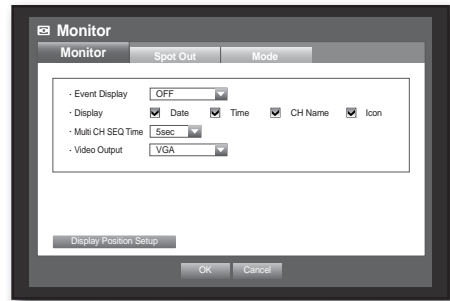 Monitor
Monitor Spot Out Mode
· Event Display OFF
· Display Date Time CH Name Icon
· Multi CH SEQ Time 5sec
· Video Output VGA
Display Position Setup
OK Cancel